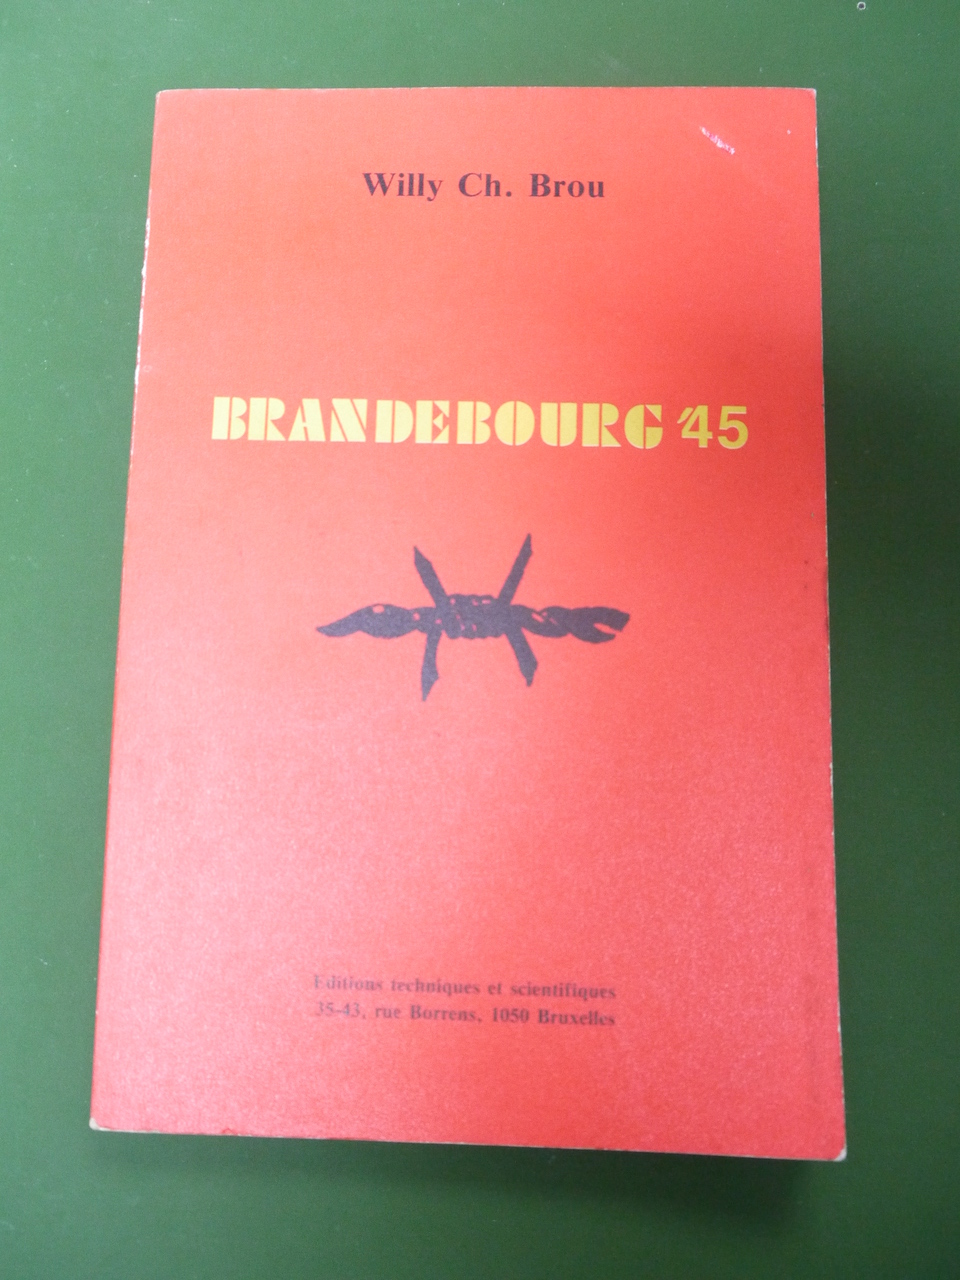 Willy Ch. Brou
BRANDEBOURG '45
Editions techniques et scientifiques
35-43, rue Borrens, 1050 Bruxelles